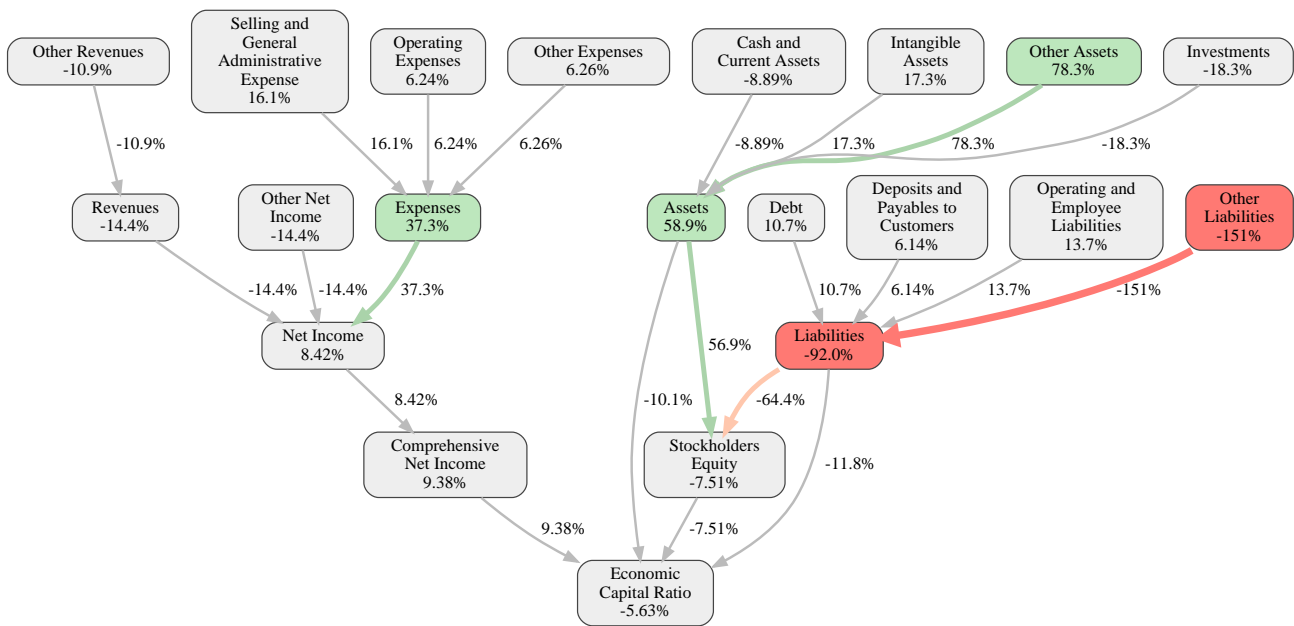 Other Revenues
-10.9%
Selling and
General
Administrative
Expense
16.1%
Operating
Expenses
6.24%
Other Expenses
6.26%
Cash and
Current Assets
-8.89%
Intangible
Assets
17.3%
Other Assets
78.3%
Investments
-18.3%
-10.9%
16.1%
6.24%
6.26%
-8.89%
17.3%
78.3%
-18.3%
Revenues
-14.4%
Other Net
Income
-14.4%
Expenses
37.3%
Assets
58.9%
Debt
10.7%
Deposits and
Payables to
Customers
6.14%
Operating and
Employee
Liabilities
13.7%
Other
Liabilities
-151%
-14.4%
-14.4%
37.3%
10.7%
6.14%
13.7%
-151%
Net Income
8.42%
56.9%
Liabilities
-92.0%
8.42%
-10.1%
-64.4%
Comprehensive
Net Income
9.38%
Stockholders
Equity
-7.51%
-11.8%
9.38%
-7.51%
Economic
Capital Ratio
-5.63%